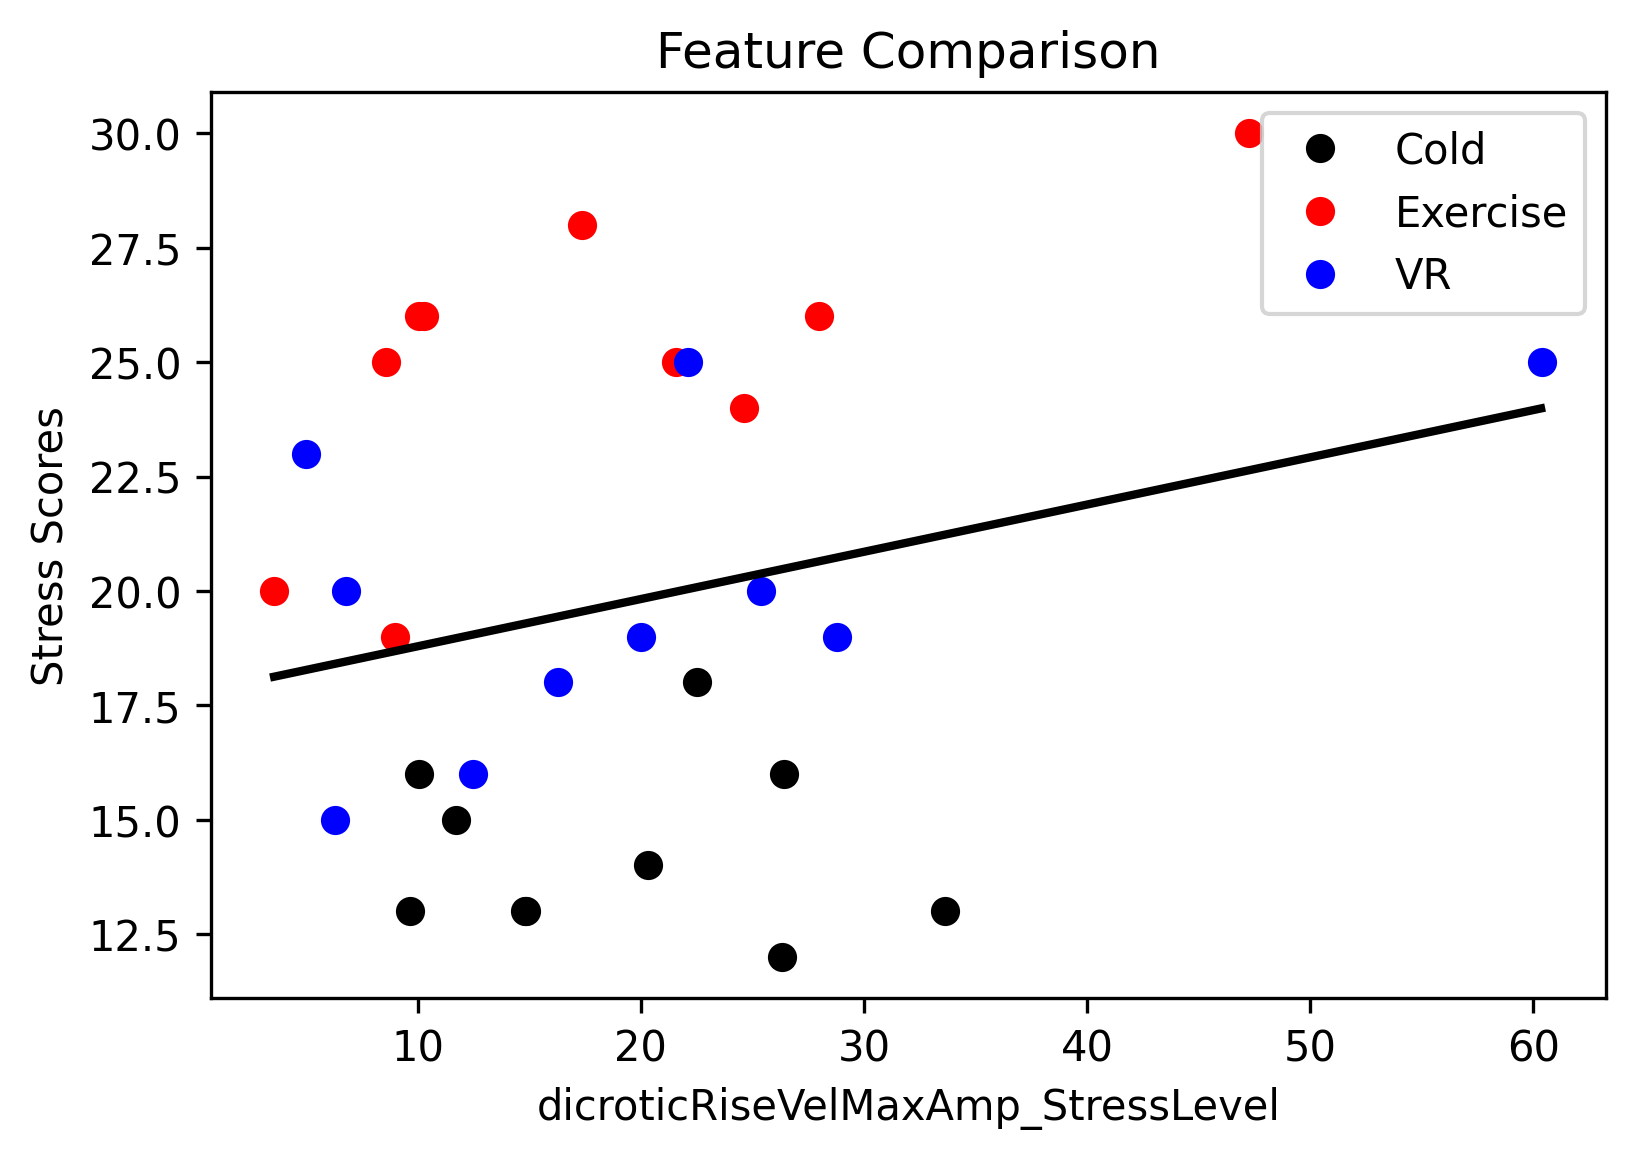 Feature Comparison
30.0
27.5
25.0
22.5
20.0
17.5
15.0
12.5
Stress Scores
Cold
Exercise
VR
10 20 30 40 50 60
dicroticRiseVelMaxAmp_StressLevel